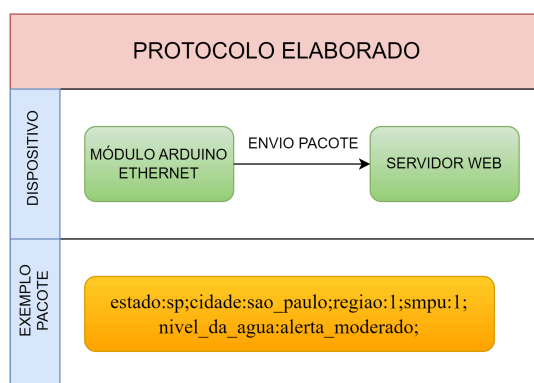 PROTOCOLO ELABORADO
DISPOSITIVO
MÓDULO ARDUINO
ETHERNET
ENVIO PACOTE
SERVIDOR WEB
EXEMPLO
PACOTE
estado:sp;cidade:sao_paulo;regiao:1;smpu:1;
nivel_da_agua:alerta_moderado;